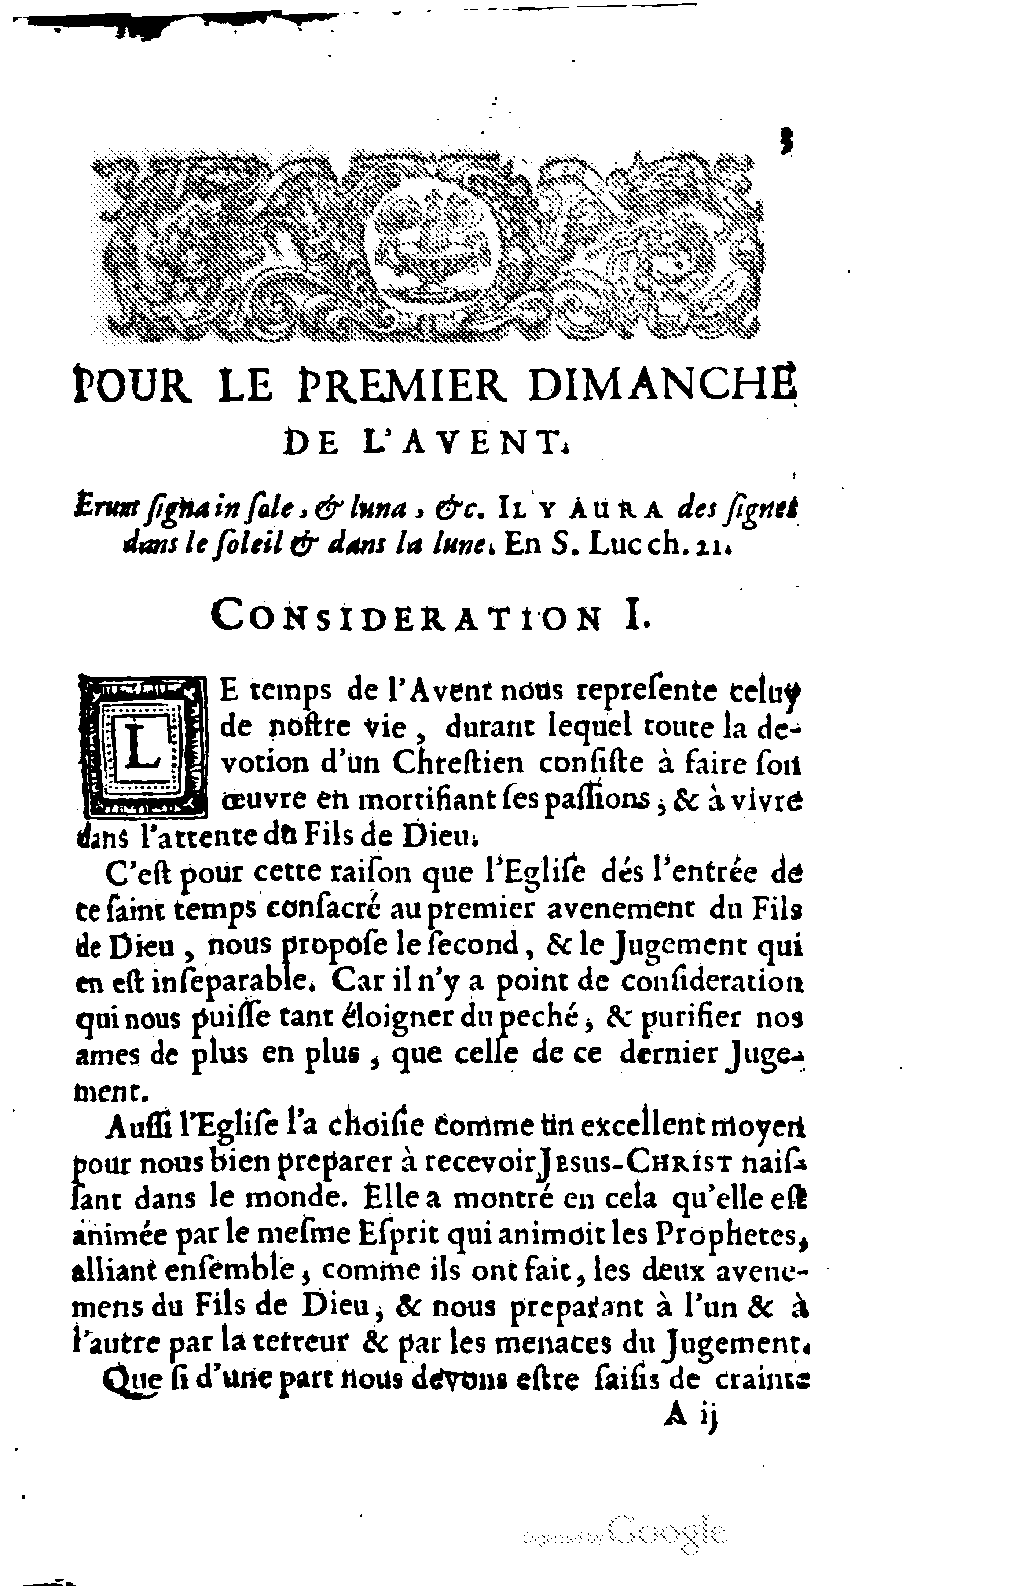 3
POUR LE PREMIER DIMANCHE
DE L'AVENT.
Erunt ſigna in ſole, & luna, &c. IL Y AURA des ſignes
dans le ſoleil & dans la lune. En S. Luc ch. 21.
CONSIDERATION I.
LE temps de l'Avent nous repreſente celuy
de noſtre vie, durant lequel toute la de-
votion d'un Chreſtien conſiſte à faire ſon
œuvre en mortifiant ſes paſſions, & à vivre
dans l'attente du Fils de Dieu.
C'eſt pour cette raiſon que l'Egliſe dés l'entrée de
ce ſaint temps conſacré au premier avenement du Fils
de Dieu, nous propoſe le ſecond, & le Jugement qui
en eſt inſeparable. Car il n'y a point de conſideration
qui nous puiſſe tant éloigner du peché, & purifier nos
ames de plus en plus, que celle de ce dernier Juge-
ment.
Auſſi l'Egliſe l'a choiſie comme un excellent moyen
pour nous bien preparer à recevoir JESUS-CHRIST naiſ-
ſant dans le monde. Elle a montré en cela qu'elle eſt
animée par le meſme Eſprit qui animoit les Prophetes,
alliant enſemble, comme ils ont fait, les deux avene-
mens du Fils de Dieu, & nous preparant à l'un & à
l'autre par la terreur & par les menaces du Jugement.
Que ſi d'une part nous devons eſtre ſaiſis de crainte
A ij
Digitized by Google